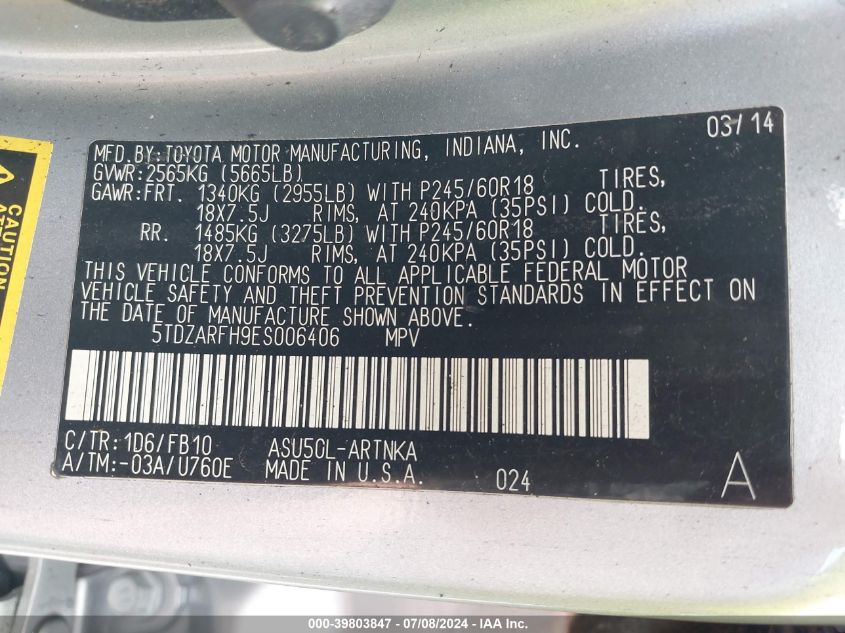 03/14
MFD.BY:TOYOTA MOTOR MANUFACTURING, INDIANA, INC.
GVWR:2565KG (5665LB)
GAWR:FRT. 1340KG (2955LB) WITH P245/60R18 TIRES,
18X7.5J RIMS, AT 240KPA (35PSI) COLD.
RR. 1485KG (3275LB) WITH P245/60R18 TIRES,
18X7.5J RIMS, AT 240KPA (35PSI) COLD.
THIS VEHICLE CONFORMS TO ALL APPLICABLE FEDERAL MOTOR
VEHICLE SAFETY AND THEFT PREVENTION STANDARDS IN EFFECT ON
THE DATE OF MANUFACTURE SHOWN ABOVE.
5TDZARFH9ES006406 MPV
C/TR:1D6/FB10 ASU50L-ARTNKA
A/TM:-03A/U760E MADE IN U.S.A. 024 A
CAUTION
000-39803847 - 07/08/2024 - IAA Inc.